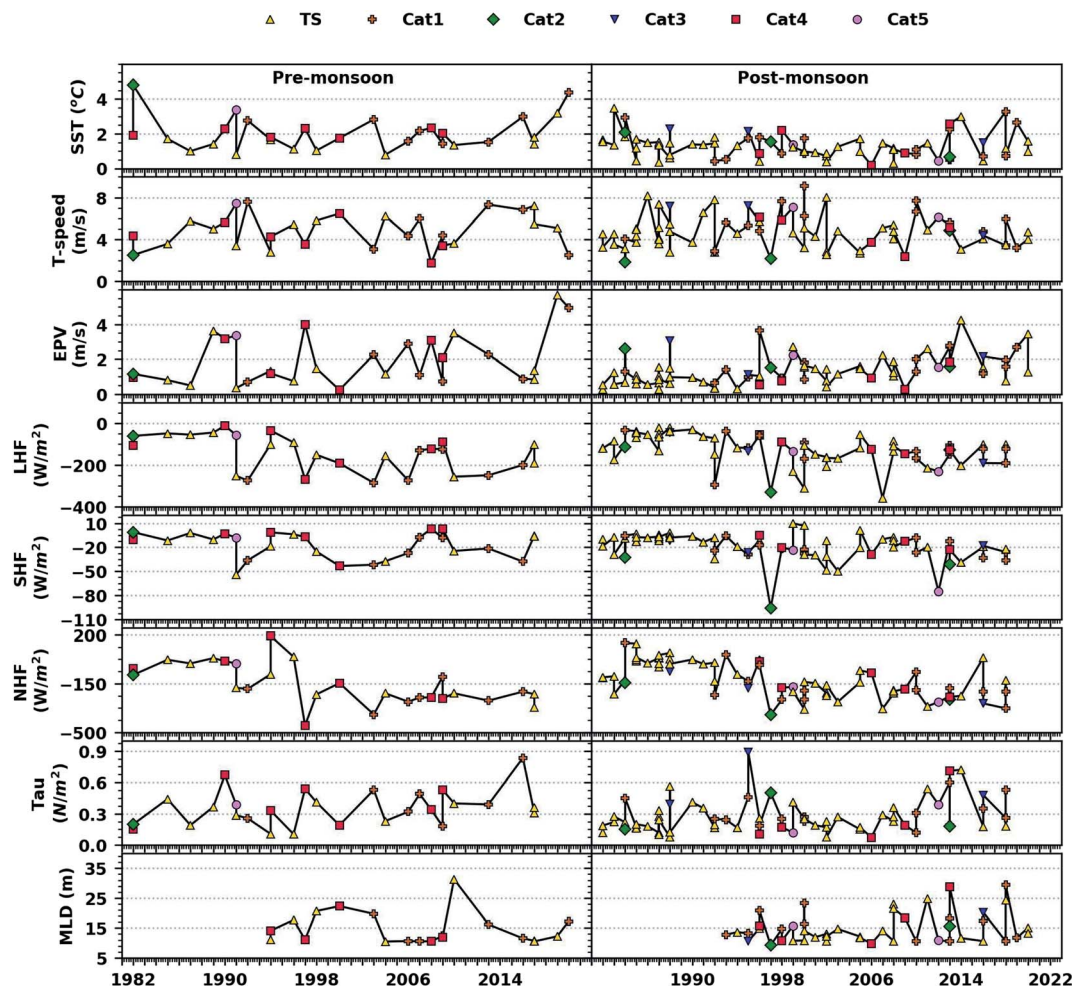 TS Cat1 Cat2 Cat3 Cat4 Cat5
Pre-monsoon Post-monsoon
SST (°C)
4
2
0
T-speed
(m/s)
8
4
0
EPV
(m/s)
4
2
0
LHF
(W/m²)
0
−200
−400
SHF
(W/m²)
10
−20
−50
−80
−110
NHF
(W/m²)
200
−150
−500
Tau
(N/m²)
0.9
0.6
0.3
0.0
MLD (m)
35
25
15
5
1982 1990 1998 2006 2014 1990 1998 2006 2014 2022